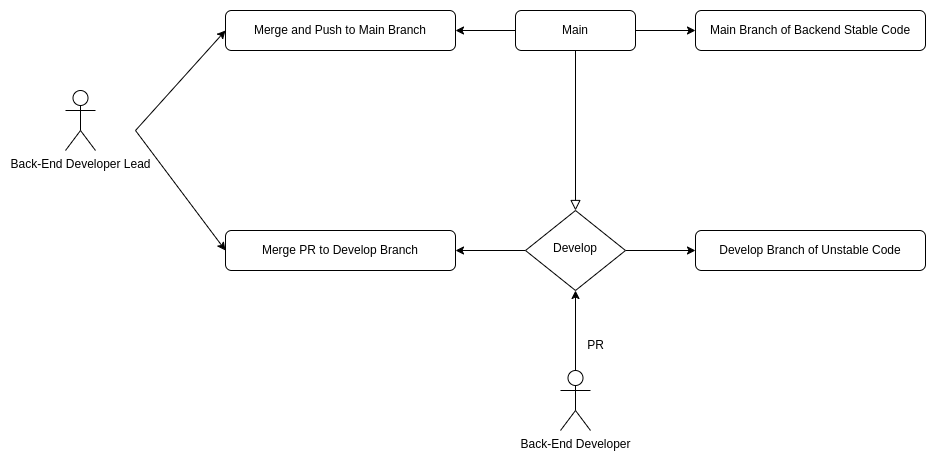 Merge and Push to Main Branch
Main
Main Branch of Backend Stable Code
Back-End Developer Lead
Merge PR to Develop Branch
Develop
Develop Branch of Unstable Code
PR
Back-End Developer